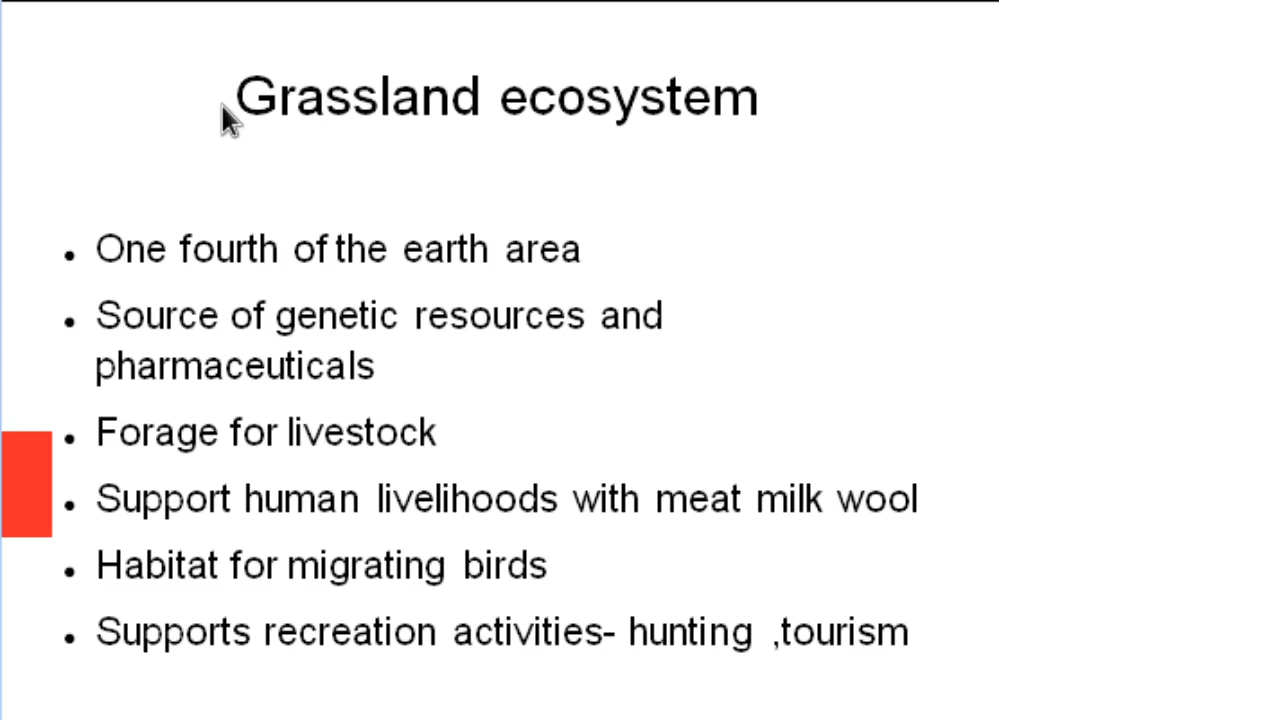 Grassland ecosystem
• One fourth of the earth area
• Source of genetic resources and
pharmaceuticals
• Forage for livestock
• Support human livelihoods with meat milk wool
• Habitat for migrating birds
• Supports recreation activities- hunting ,tourism